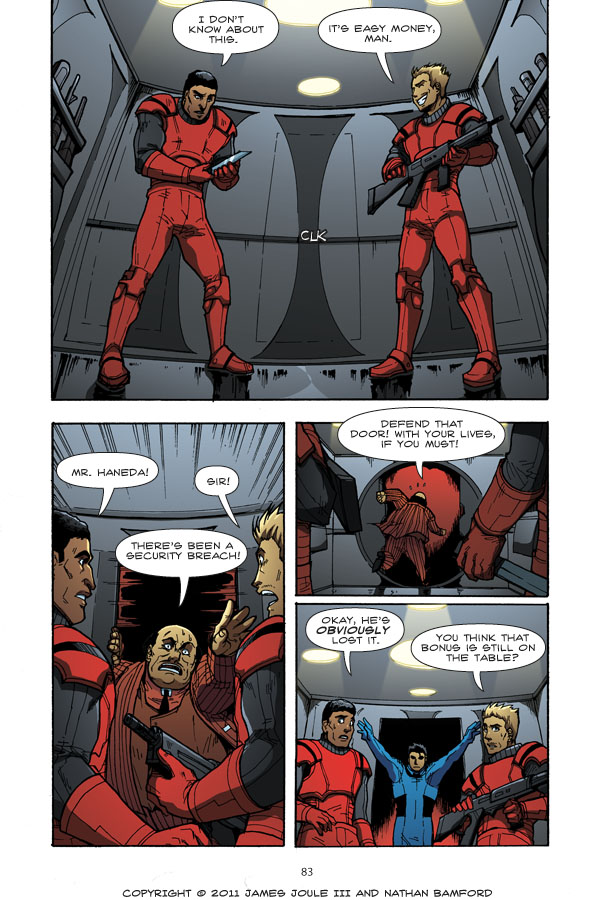 I DON'T
KNOW ABOUT
THIS.
IT'S EASY MONEY,
MAN.
CLK
MR. HANEDA!
SIR!
THERE'S BEEN A
SECURITY BREACH!
DEFEND THAT
DOOR! WITH YOUR LIVES,
IF YOU MUST!
OKAY, HE'S
OBVIOUSLY
LOST IT.
YOU THINK THAT
BONUS IS STILL ON
THE TABLE?
83
COPYRIGHT © 2011 JAMES JOULE III AND NATHAN BAMFORD